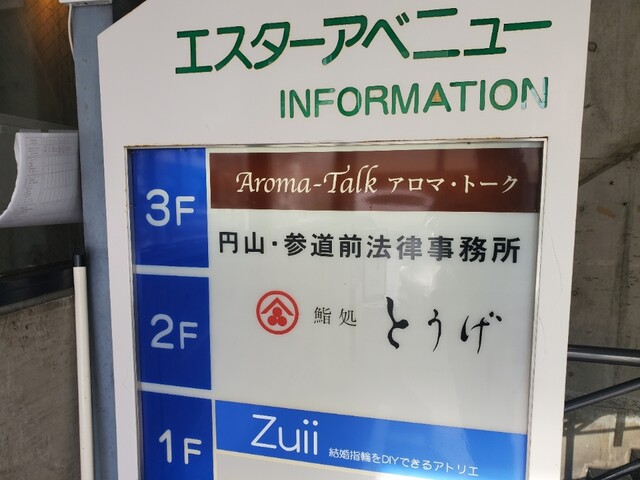 エスターアベニュー
INFORMATION
3F
Aroma-Talk アロマ・トーク
円山・参道前法律事務所
2F
鮨処 とうげ
1F
Zuii 結婚指輪をDIYできるアトリエ